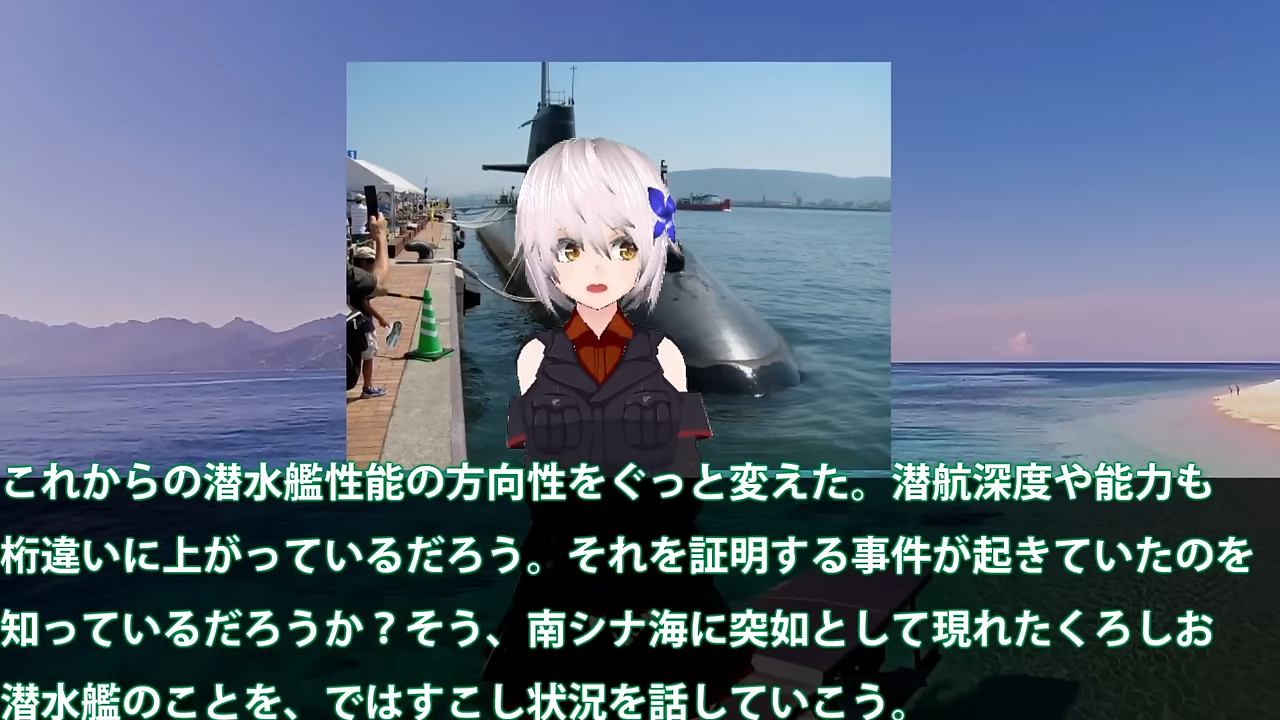 これからの潜水艦性能の方向性をぐっと変えた。潜航深度や能力も
桁違いに上がっているだろう。それを証明する事件が起きていたのを
知っているだろうか？そう、南シナ海に突如として現れたくろしお
潜水艦のことを、ではすこし状況を話していこう。